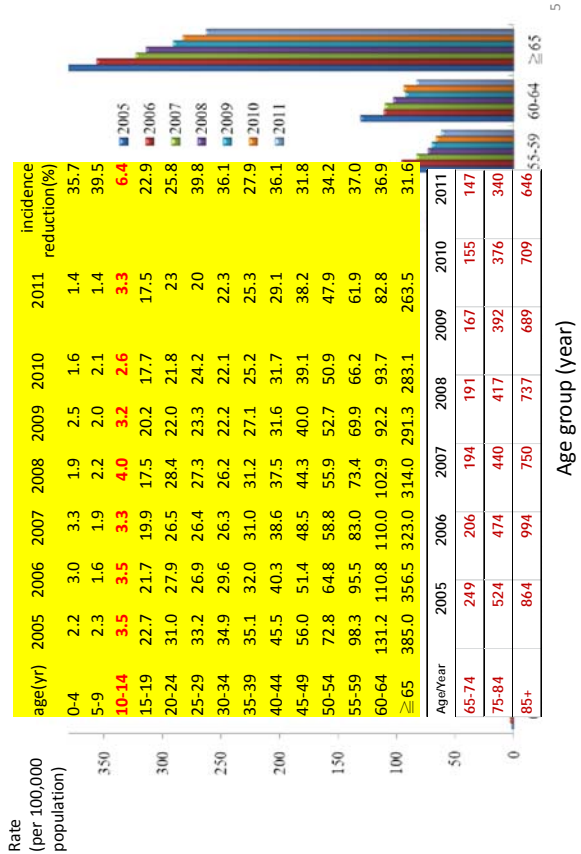 Rate
(per 100,000
population)
age(yr) 2005 2006 2007 2008 2009 2010 2011 incidence
reduction(%)
0-4 2.2 3.0 3.3 1.9 2.5 1.6 1.4 35.7
5-9 2.3 1.6 1.9 2.2 2.0 2.1 1.4 39.5
10-14 3.5 3.5 3.3 4.0 3.2 2.6 3.3 6.4
15-19 22.7 21.7 19.9 17.5 20.2 17.7 17.5 22.9
20-24 31.0 27.9 26.5 28.4 22.0 21.8 23 25.8
25-29 33.2 26.9 26.4 27.3 23.3 24.2 20 39.8
30-34 34.9 29.6 26.3 26.2 22.2 22.1 22.3 36.1
35-39 35.1 32.0 31.0 31.2 27.1 25.2 25.3 27.9
40-44 45.5 40.3 38.6 37.5 31.6 31.7 29.1 36.1
45-49 56.0 51.4 48.5 44.3 40.0 39.1 38.2 31.8
50-54 72.8 64.8 58.8 55.9 52.7 50.9 47.9 34.2
55-59 98.3 95.5 83.0 73.4 69.9 66.2 61.9 37.0
60-64 131.2 110.8 110.0 102.9 92.2 93.7 82.8 36.9
≧65 385.0 356.5 323.0 314.0 291.3 283.1 263.5 31.6
Age/Year 2005 2006 2007 2008 2009 2010 2011
65-74 249 206 194 191 167 155 147
75-84 524 474 440 417 392 376 340
85+ 864 994 750 737 689 709 646
350
300
250
200
150
100
50
0
2005
2006
2007
2008
2009
2010
2011
55-59 60-64 ≧65
Age group (year)
5